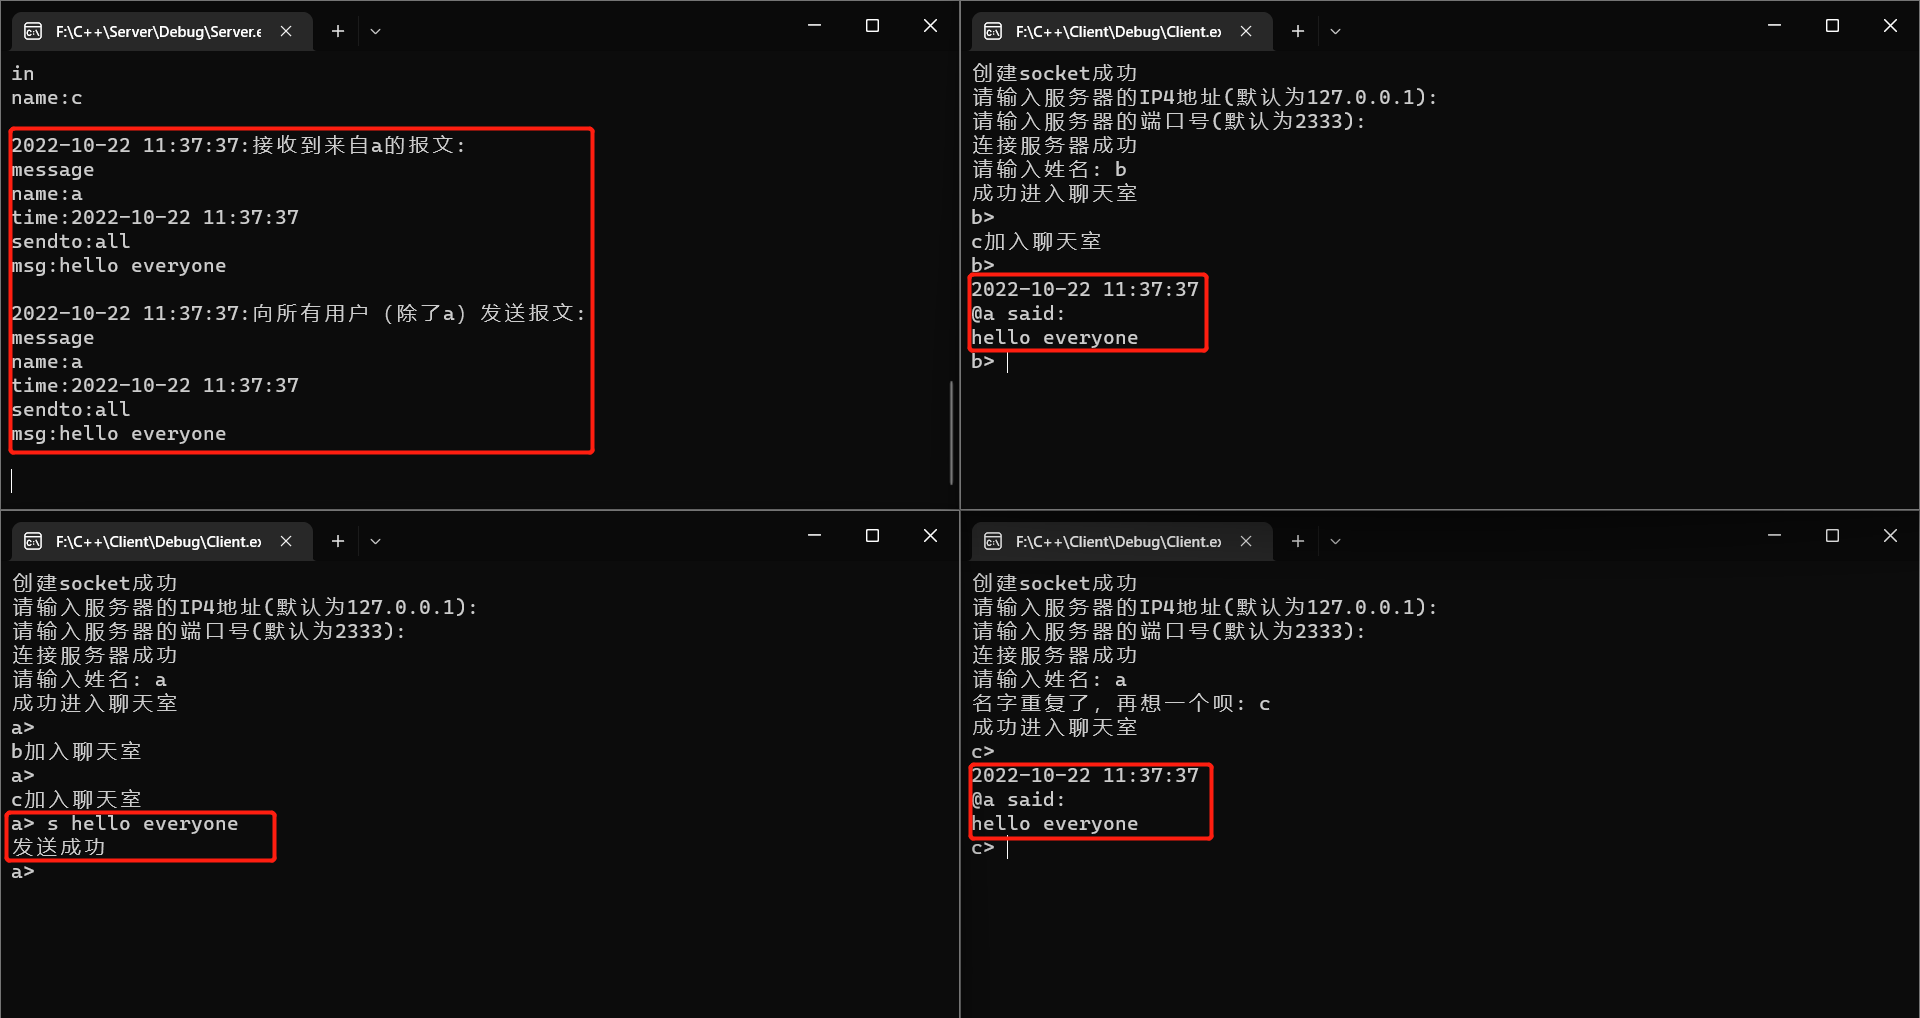 F:\C++\Server\Debug\Server.e
in
name:c
2022-10-22 11:37:37:接收到来自a的报文:
message
name:a
time:2022-10-22 11:37:37
sendto:all
msg:hello everyone
2022-10-22 11:37:37:向所有用户（除了a）发送报文:
message
name:a
time:2022-10-22 11:37:37
sendto:all
msg:hello everyone
F:\C++\Client\Debug\Client.ex
创建socket成功
请输入服务器的IP4地址(默认为127.0.0.1):
请输入服务器的端口号(默认为2333):
连接服务器成功
请输入姓名: b
成功进入聊天室
b>
c加入聊天室
b>
2022-10-22 11:37:37
@a said:
hello everyone
b>
F:\C++\Client\Debug\Client.ex
创建socket成功
请输入服务器的IP4地址(默认为127.0.0.1):
请输入服务器的端口号(默认为2333):
连接服务器成功
请输入姓名: a
成功进入聊天室
a>
b加入聊天室
a>
c加入聊天室
a> s hello everyone
发送成功
a>
F:\C++\Client\Debug\Client.ex
创建socket成功
请输入服务器的IP4地址(默认为127.0.0.1):
请输入服务器的端口号(默认为2333):
连接服务器成功
请输入姓名: a
名字重复了, 再想一个呗: c
成功进入聊天室
c>
2022-10-22 11:37:37
@a said:
hello everyone
c>